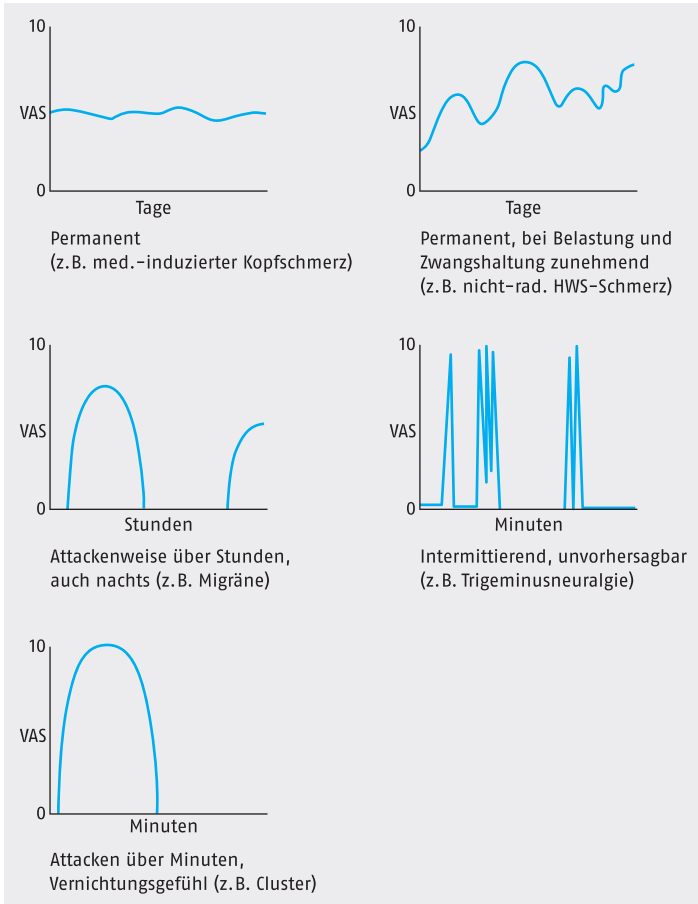 10
VAS
0
Tage
Permanent
(z.B. med.-induzierter Kopfschmerz)
10
VAS
0
Tage
Permanent, bei Belastung und
Zwangshaltung zunehmend
(z.B. nicht-rad. HWS-Schmerz)
10
VAS
0
Stunden
Attackenweise über Stunden,
auch nachts (z.B. Migräne)
10
VAS
0
Minuten
Intermittierend, unvorhersagbar
(z.B. Trigeminusneuralgie)
10
VAS
0
Minuten
Attacken über Minuten,
Vernichtungsgefühl (z.B. Cluster)